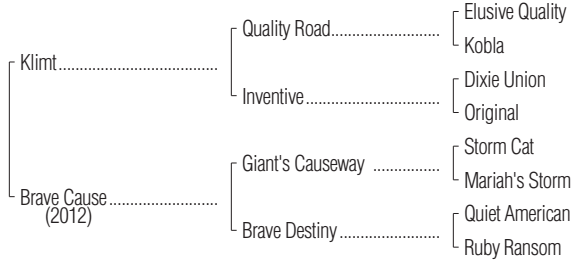 Elusive Quality
Quality Road
Kobla
Klimt
Dixie Union
Inventive
Original
Storm Cat
Giant's Causeway
Mariah's Storm
Brave Cause
(2012)
Quiet American
Brave Destiny
Ruby Ransom